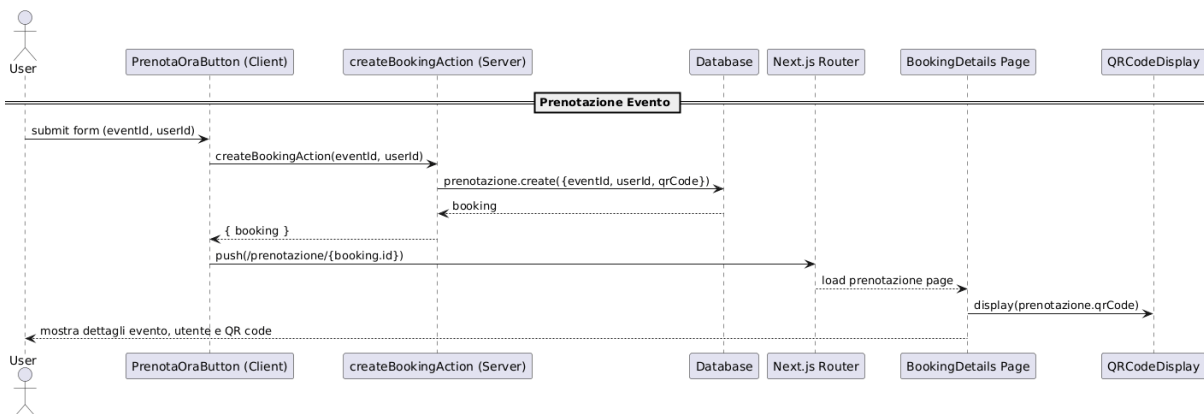 User
PrenotaOraButton (Client)
createBookingAction (Server)
Database
Next.js Router
BookingDetails Page
QRCodeDisplay
Prenotazione Evento
submit form (eventId, userId)
createBookingAction(eventId, userId)
prenotazione.create({eventId, userId, qrCode})
booking
{ booking }
push(/prenotazione/{booking.id})
load prenotazione page
display(prenotazione.qrCode)
mostra dettagli evento, utente e QR code
User
PrenotaOraButton (Client)
createBookingAction (Server)
Database
Next.js Router
BookingDetails Page
QRCodeDisplay